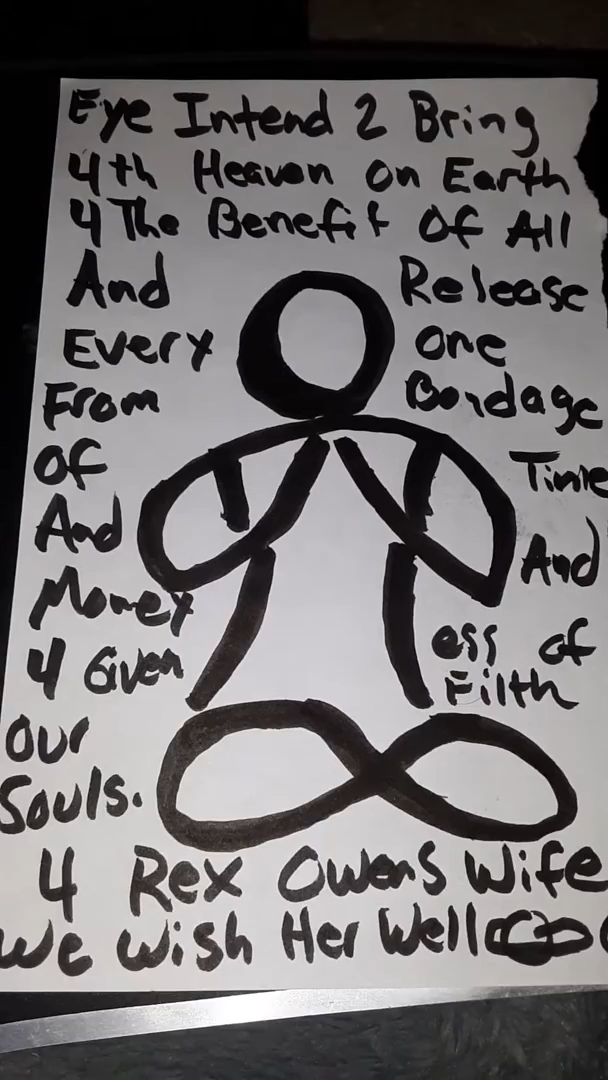 Eye Intend 2 Bring
4th Heaven On Earth
4 The Benefit Of All
And Release
Every one
From Bondage
Of Time
And And
Money
4 Given ess of
Filth
Our
Souls.
4 Rex Owens Wife
We Wish Her Well